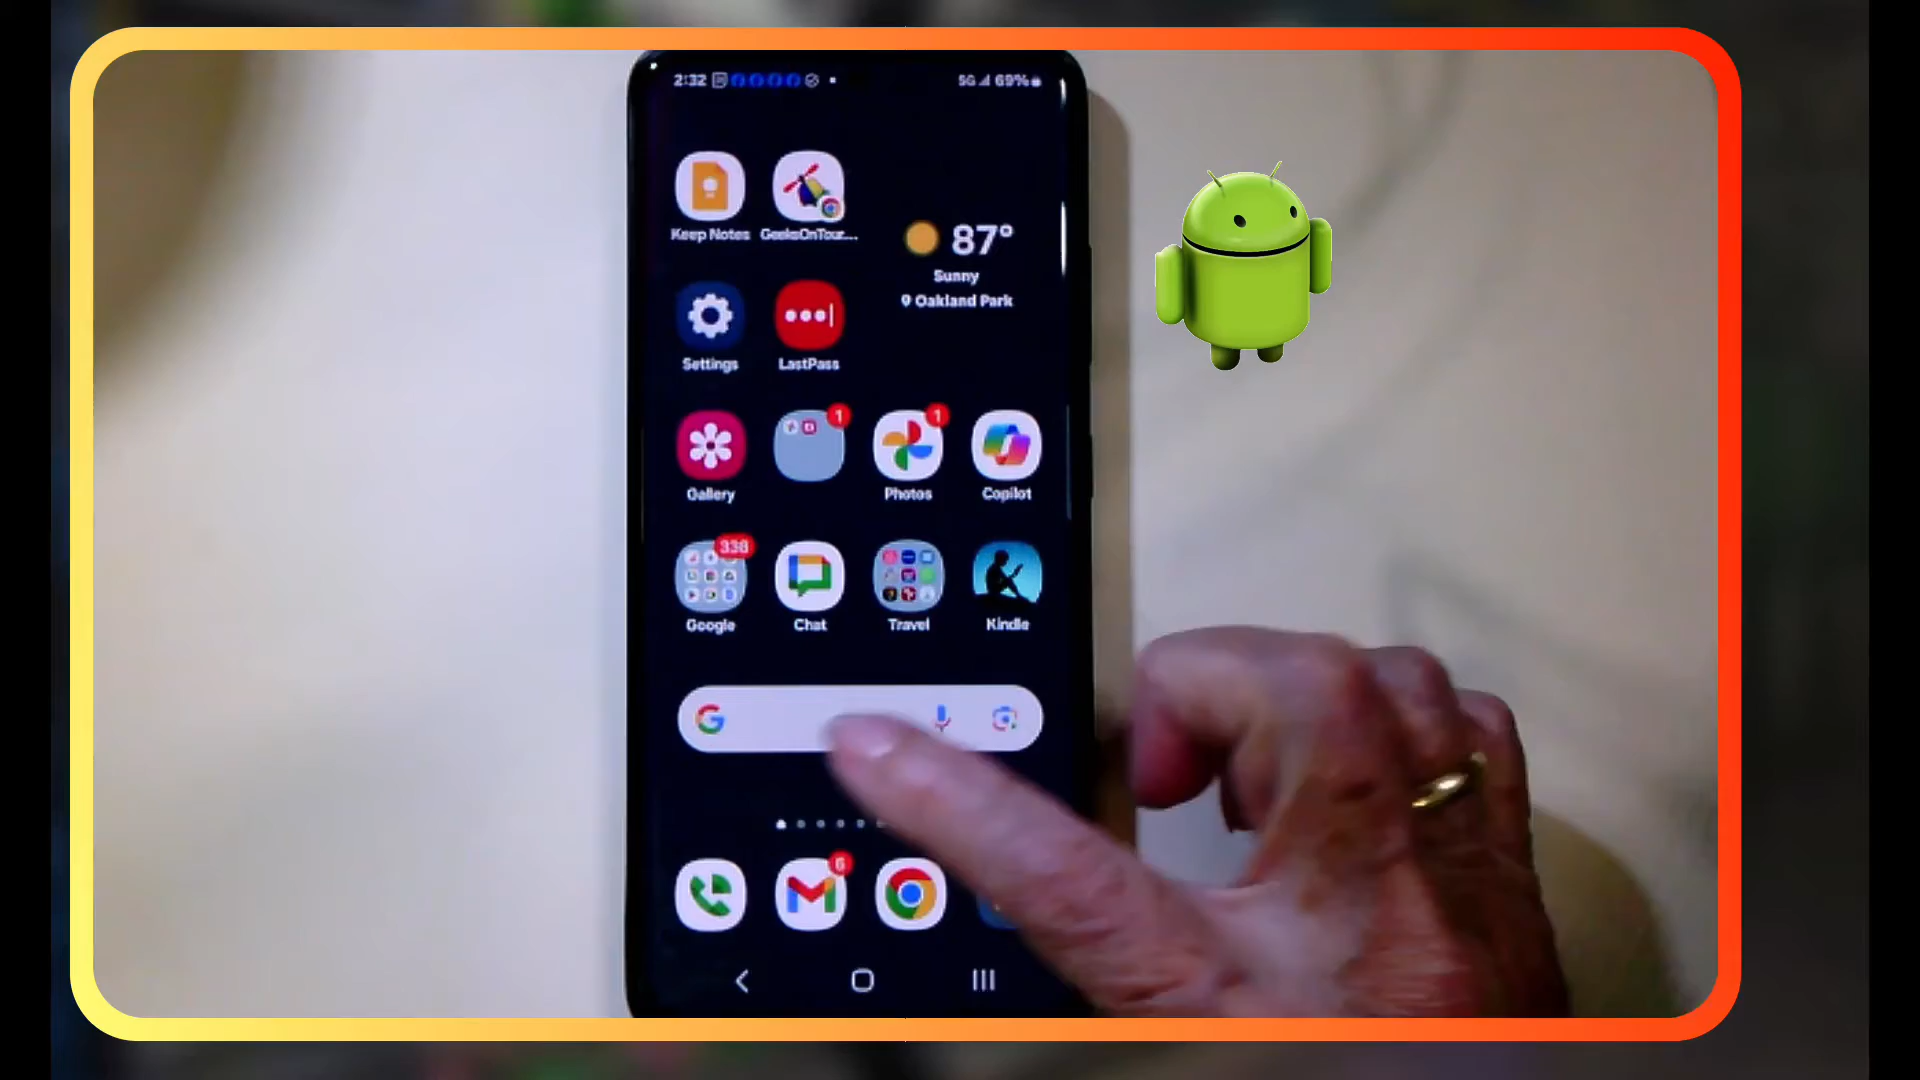 2:32
5G 69%
Keep Notes
GeeksOnTour...
87°
Sunny
Oakland Park
Settings
LastPass
1
1
Gallery
Photos
Copilot
338
Google
Chat
Travel
Kindle
G
6